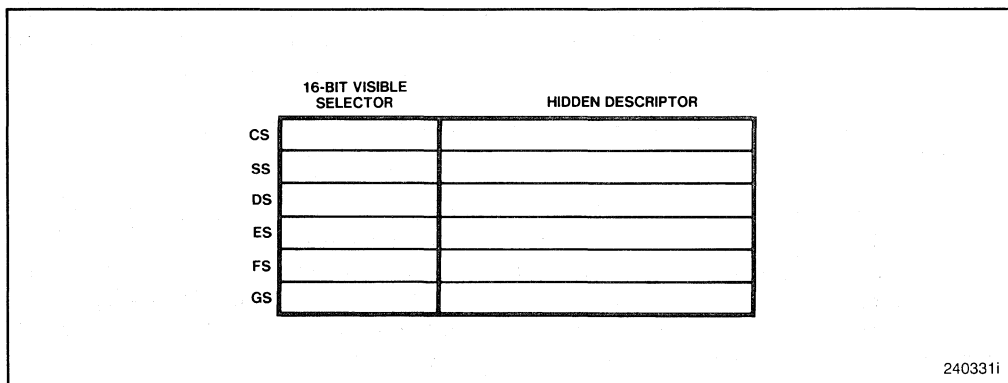 16-BIT VISIBLE
SELECTOR
HIDDEN DESCRIPTOR
CS
SS
DS
ES
FS
GS
240331i